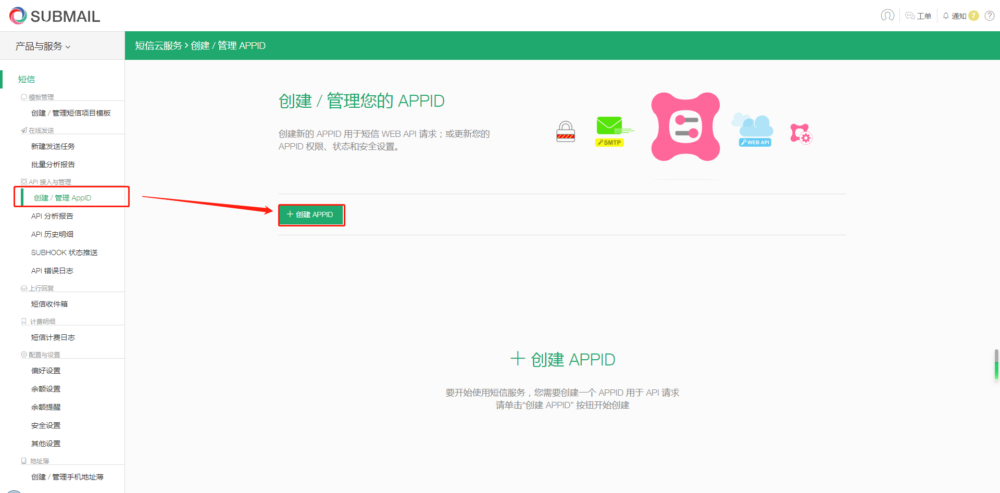 SUBMAIL
工单
通知 7
?
产品与服务
短信云服务 > 创建 / 管理 APPID
短信
模板管理
创建 / 管理短信项目模板
在线发送
新建发送任务
批量分析报告
API 接入与管理
创建 / 管理 AppID
API 分析报告
API 历史明细
SUBHOOK 状态推送
API 错误日志
上行回复
短信收件箱
计费明细
短信计费日志
配置与设置
偏好设置
余额设置
余额提醒
安全设置
其他设置
地址薄
创建 / 管理手机地址薄
创建 / 管理您的 APPID
创建新的 APPID 用于短信 WEB API 请求；或更新您的
APPID 权限、状态和安全设置。
SMTP
WEB API
+ 创建 APPID
+ 创建 APPID
要开始使用短信服务，您需要创建一个 APPID 用于 API 请求
请单击“创建 APPID” 按钮开始创建